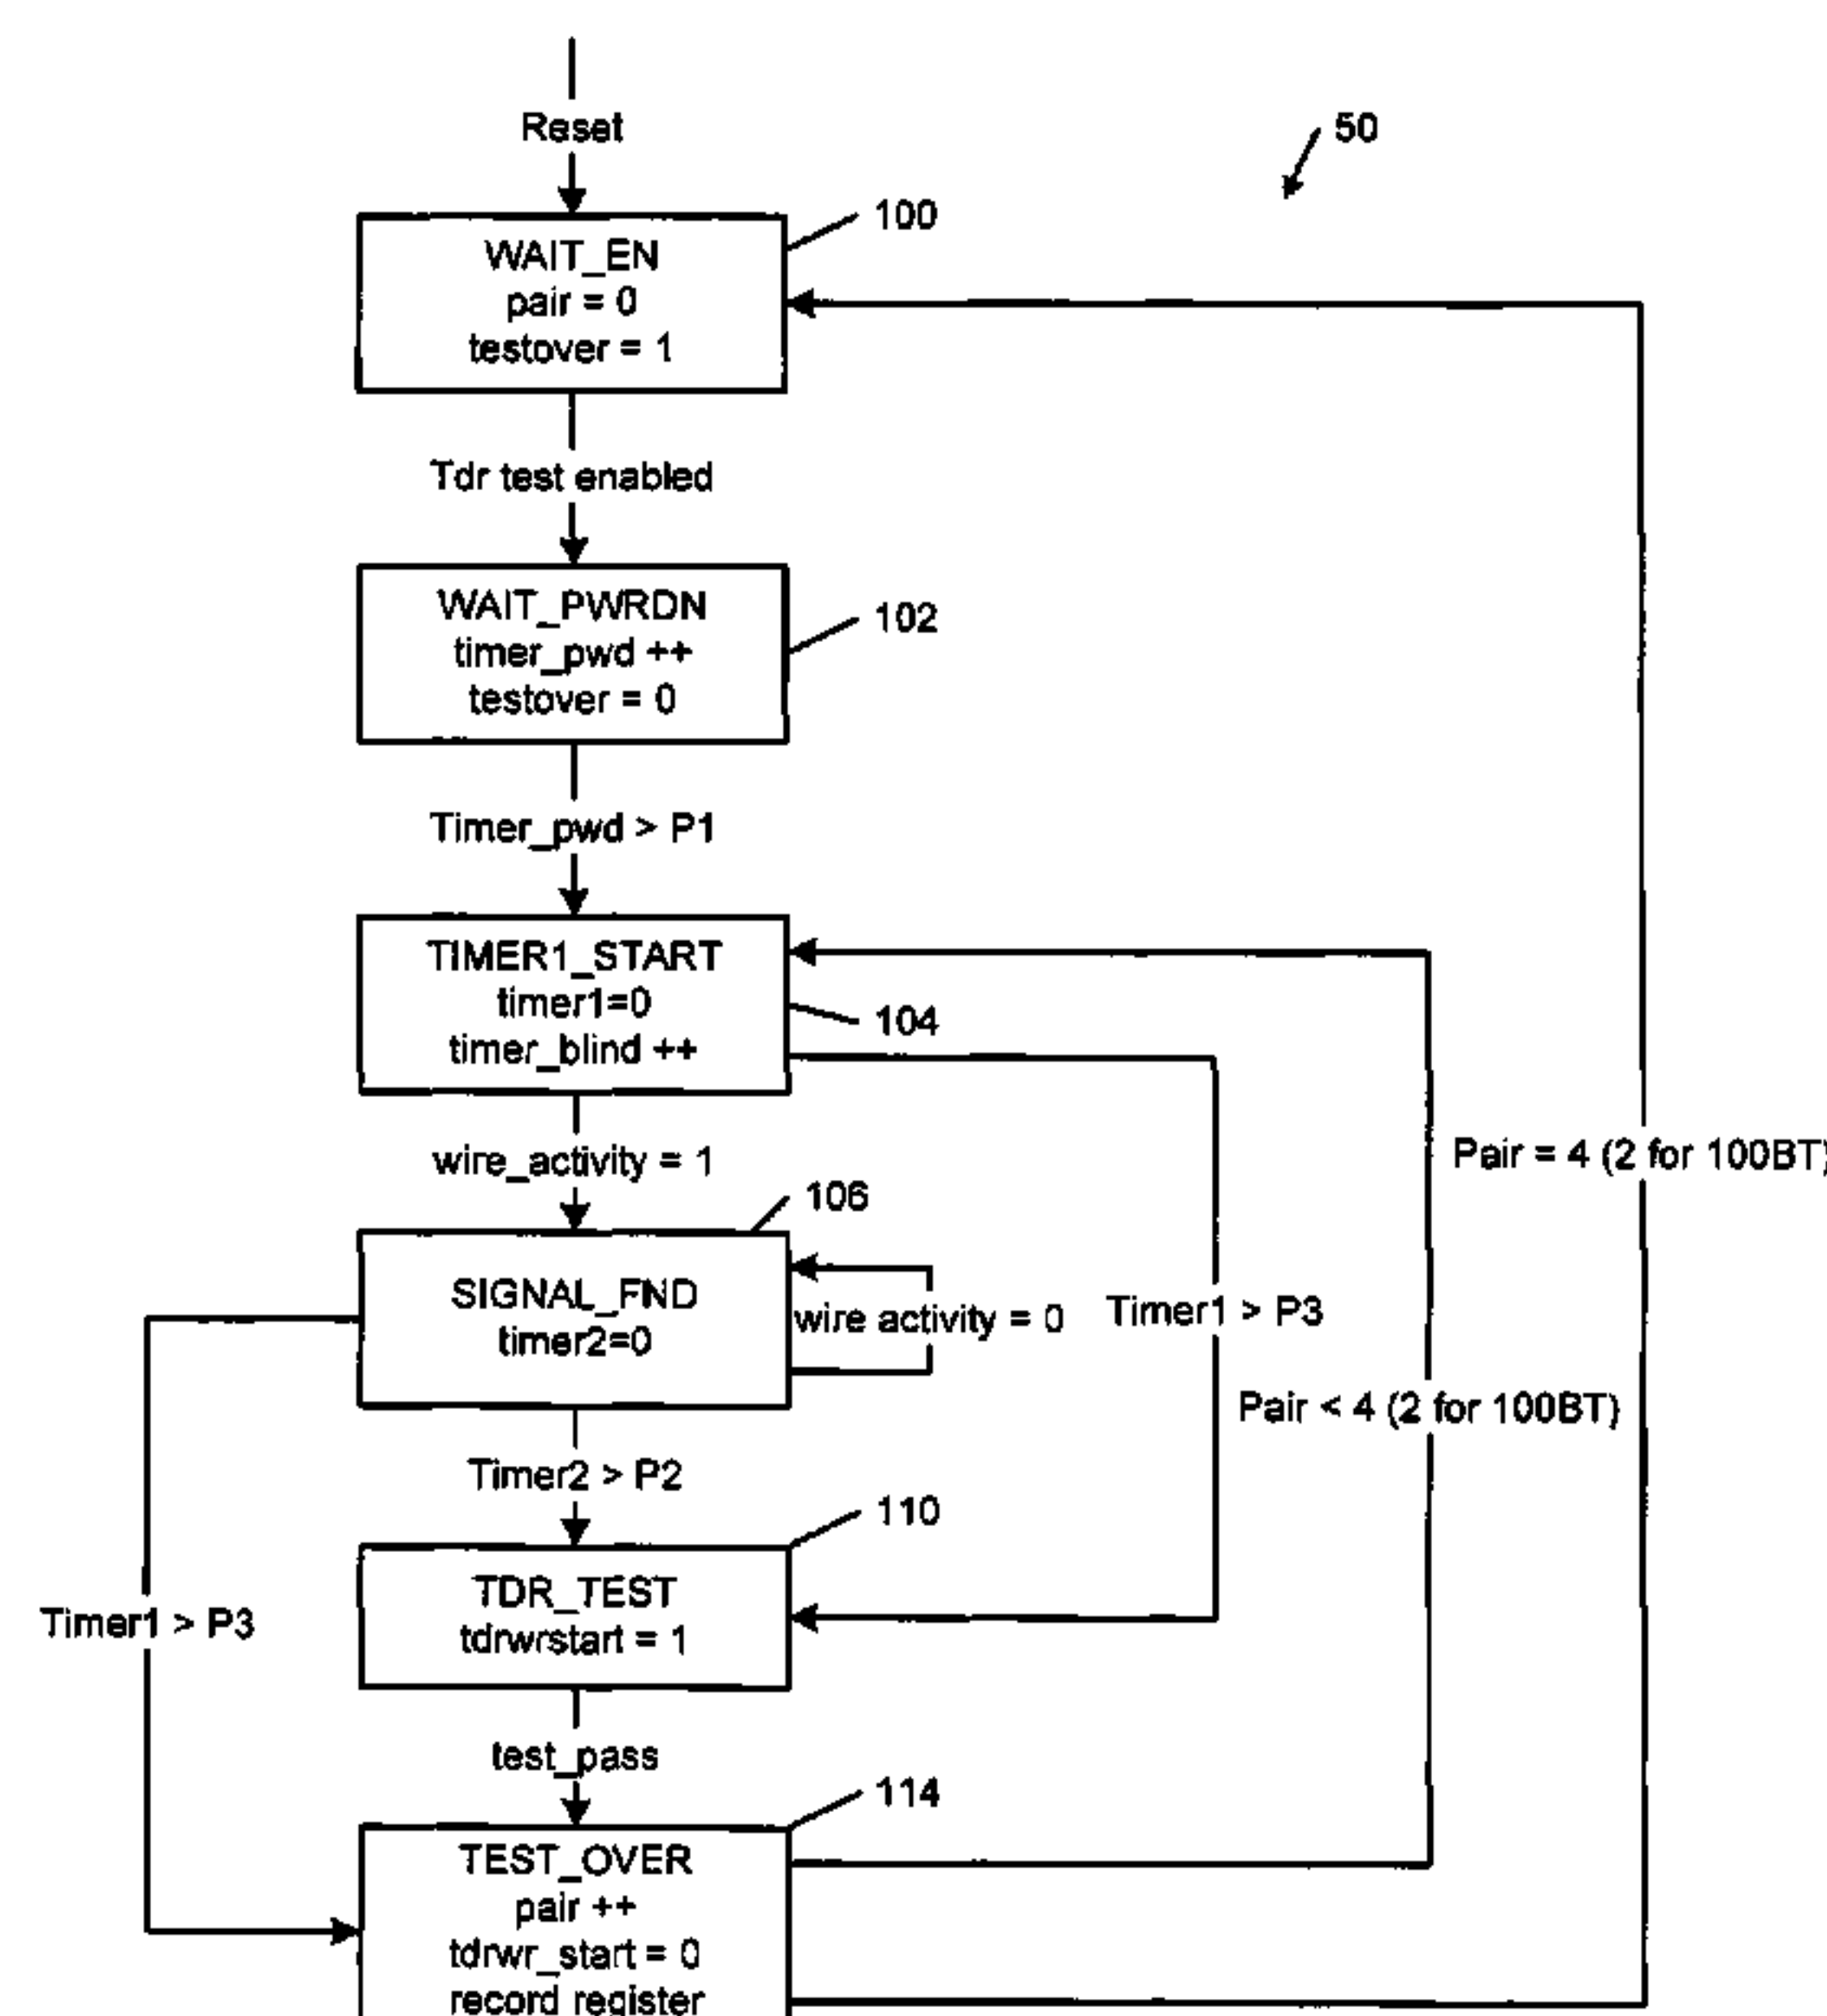 Reset
50
100
WAIT_EN
pair = 0
testover = 1
Tdr test enabled
WAIT_PWRDN
timer_pwd ++
testover = 0
102
Timer_pwd > P1
TIMER1_START
timer1=0
timer_blind ++
104
wire_activity = 1
Pair = 4 (2 for 100BT)
106
SIGNAL_FND
timer2=0
wire activity = 0
Timer1 > P3
Pair < 4 (2 for 100BT)
Timer2 > P2
110
TDR_TEST
tdrwrstart = 1
Timer1 > P3
test_pass
114
TEST_OVER
pair ++
tdrwr_start = 0
record register